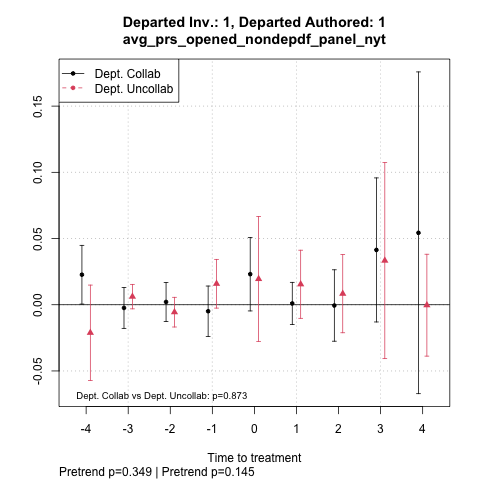 Departed Inv.: 1, Departed Authored: 1
avg_prs_opened_nondepdf_panel_nyt
Dept. Collab
Dept. Uncollab
0.15
0.10
0.05
0.00
-0.05
Dept. Collab vs Dept. Uncollab: p=0.873
-4 -3 -2 -1 0 1 2 3 4
Time to treatment
Pretrend p=0.349 | Pretrend p=0.145